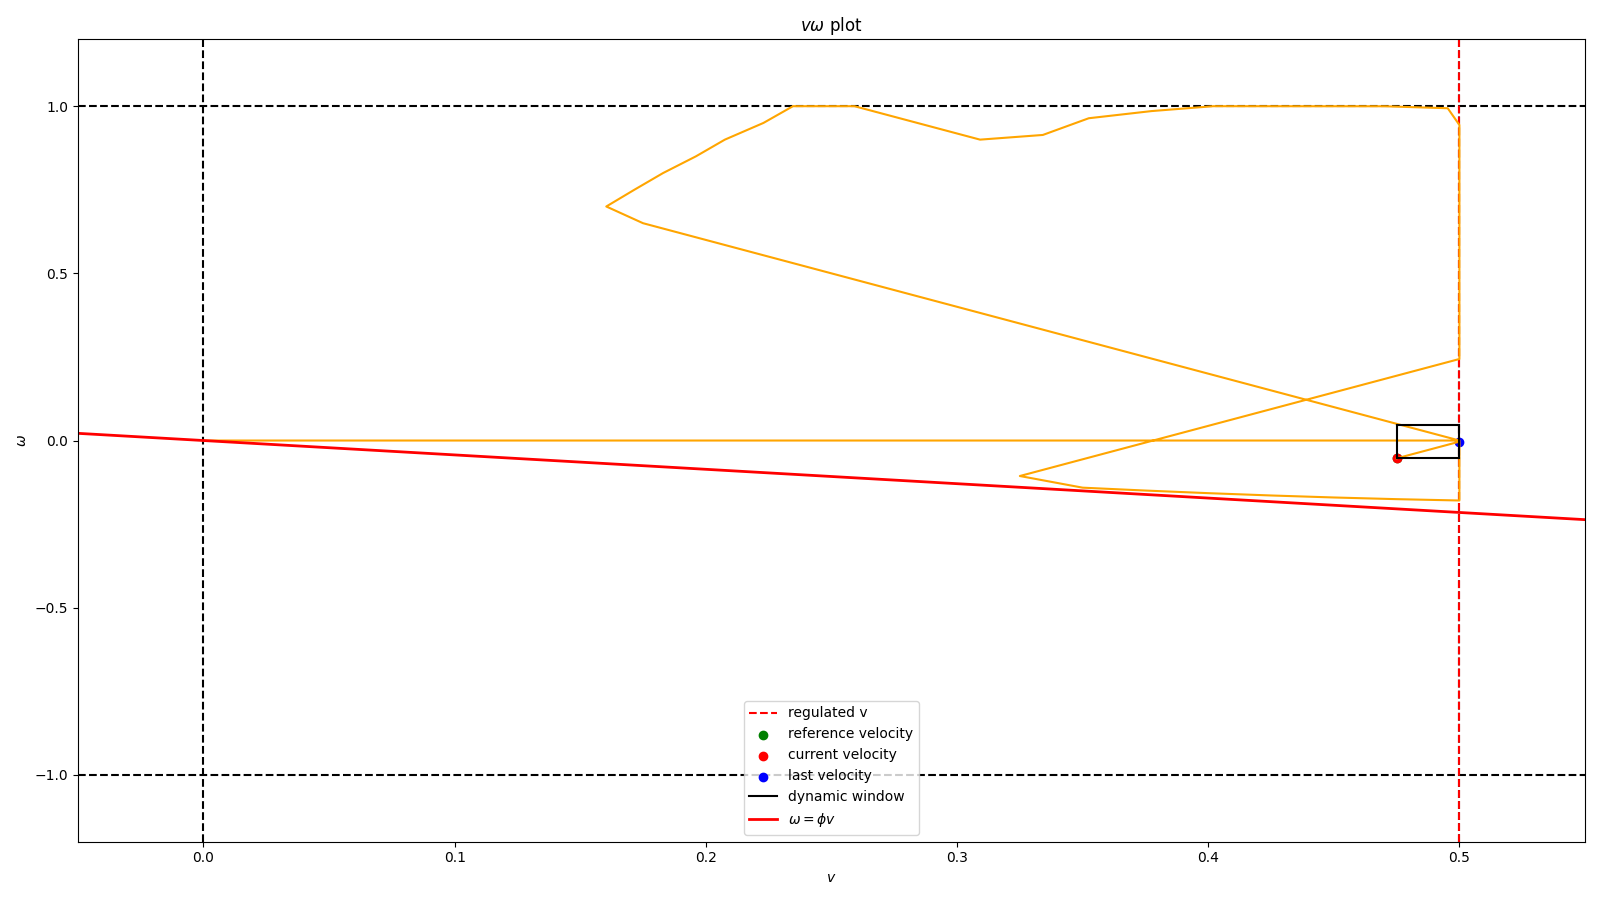 vω plot
1.0
0.5
0.0
−0.5
−1.0
ω
0.0 0.1 0.2 0.3 0.4 0.5
v
regulated v
reference velocity
current velocity
last velocity
dynamic window
ω = ϕv